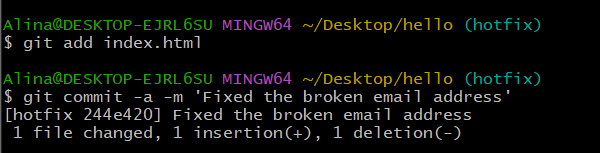 Alina@DESKTOP-EJRL6SU MINGW64 ~/Desktop/hello (hotfix)
$ git add index.html
Alina@DESKTOP-EJRL6SU MINGW64 ~/Desktop/hello (hotfix)
$ git commit -a -m 'Fixed the broken email address'
[hotfix 244e420] Fixed the broken email address
 1 file changed, 1 insertion(+), 1 deletion(-)